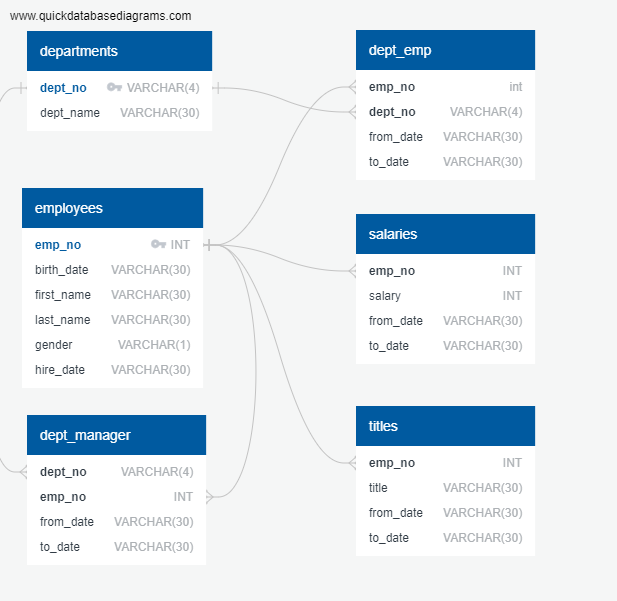 www.quickdatabasediagrams.com
departments
dept_no VARCHAR(4)
dept_name VARCHAR(30)
employees
emp_no INT
birth_date VARCHAR(30)
first_name VARCHAR(30)
last_name VARCHAR(30)
gender VARCHAR(1)
hire_date VARCHAR(30)
dept_manager
dept_no VARCHAR(4)
emp_no INT
from_date VARCHAR(30)
to_date VARCHAR(30)
dept_emp
emp_no int
dept_no VARCHAR(4)
from_date VARCHAR(30)
to_date VARCHAR(30)
salaries
emp_no INT
salary INT
from_date VARCHAR(30)
to_date VARCHAR(30)
titles
emp_no INT
title VARCHAR(30)
from_date VARCHAR(30)
to_date VARCHAR(30)